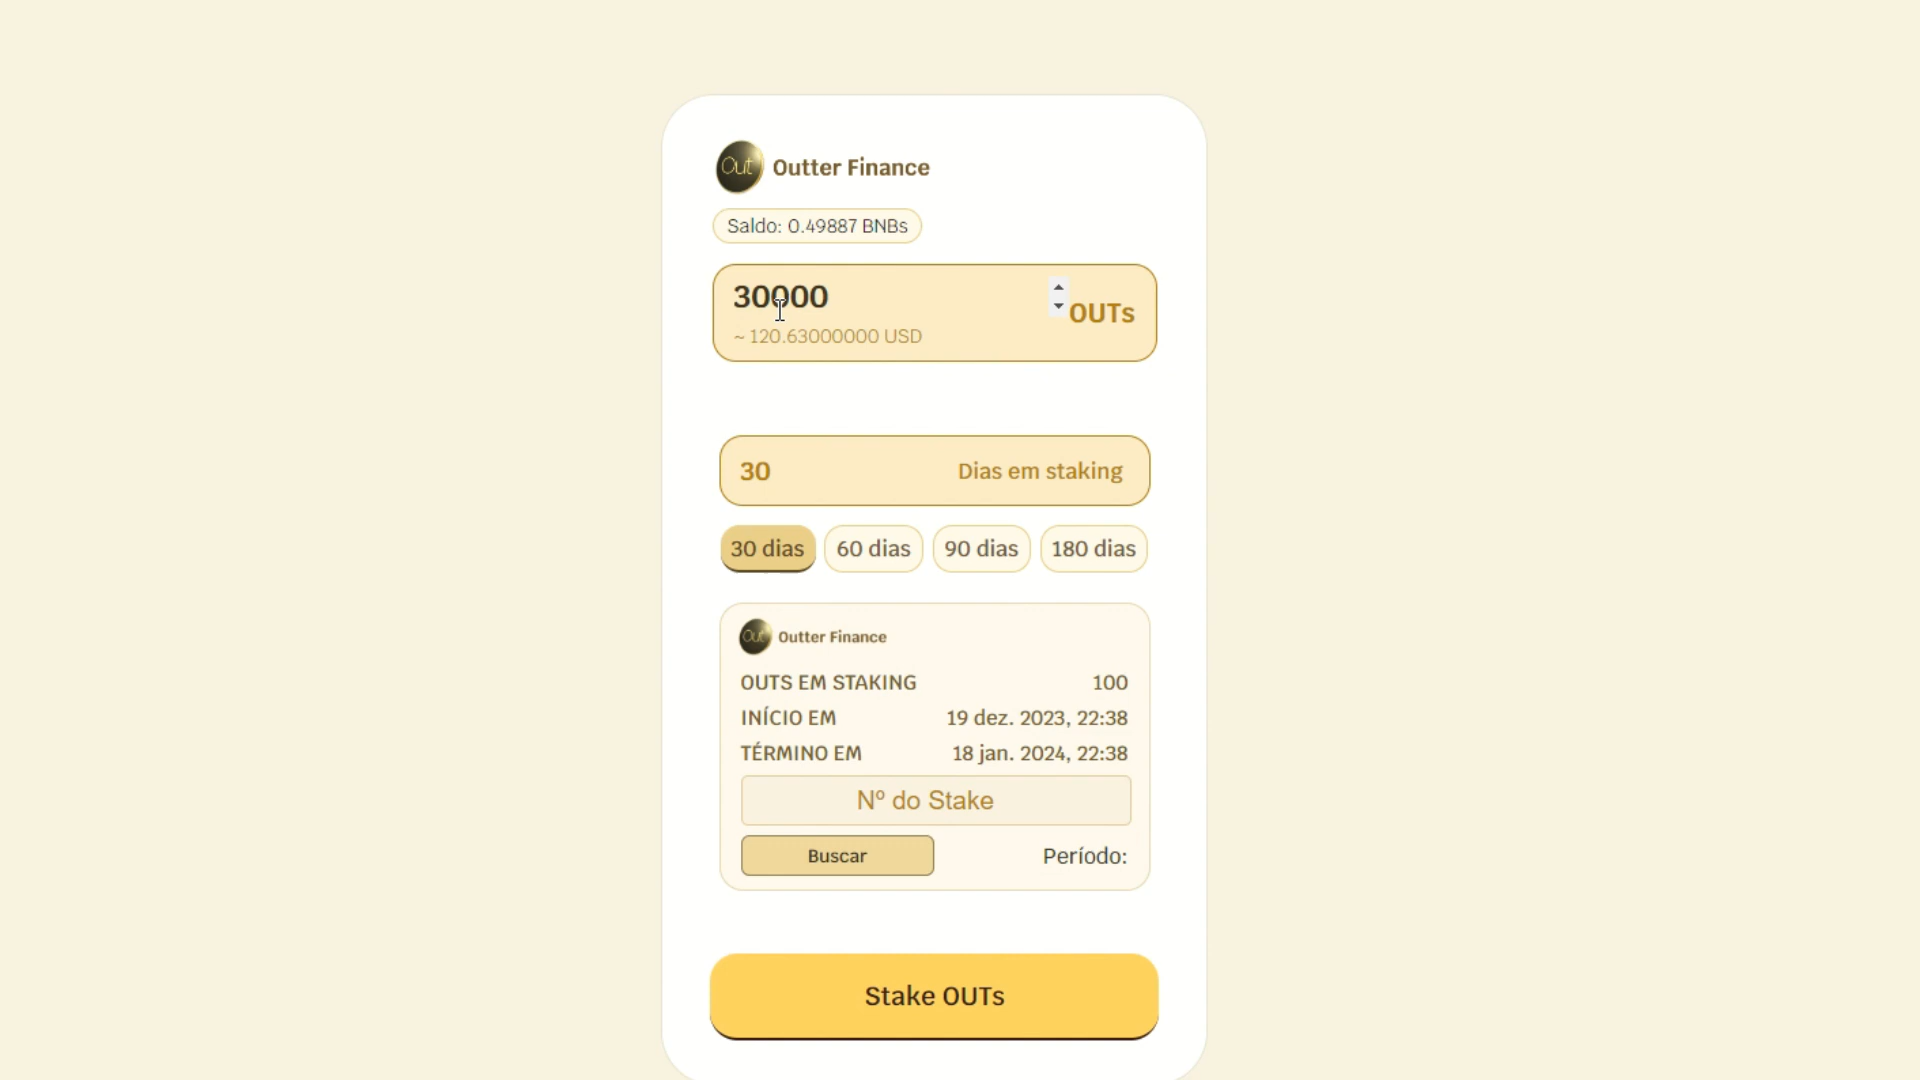 Out Outter Finance
Saldo: 0.49887 BNBs
30000
OUTs
~ 120.63000000 USD
30 Dias em staking
30 dias 60 dias 90 dias 180 dias
Out Outter Finance
OUTS EM STAKING 100
INÍCIO EM 19 dez. 2023, 22:38
TÉRMINO EM 18 jan. 2024, 22:38
Nº do Stake
Buscar Período:
Stake OUTs